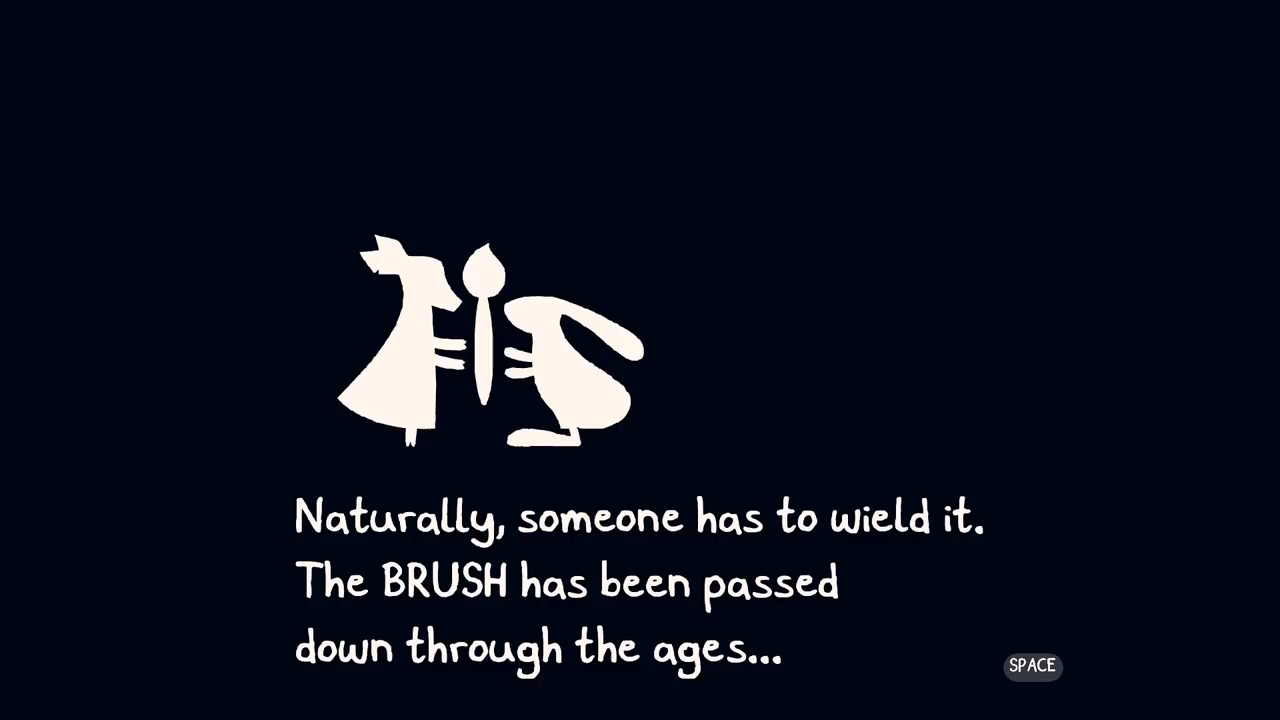 Naturally, someone has to wield it.
The BRUSH has been passed
down through the ages...
SPACE